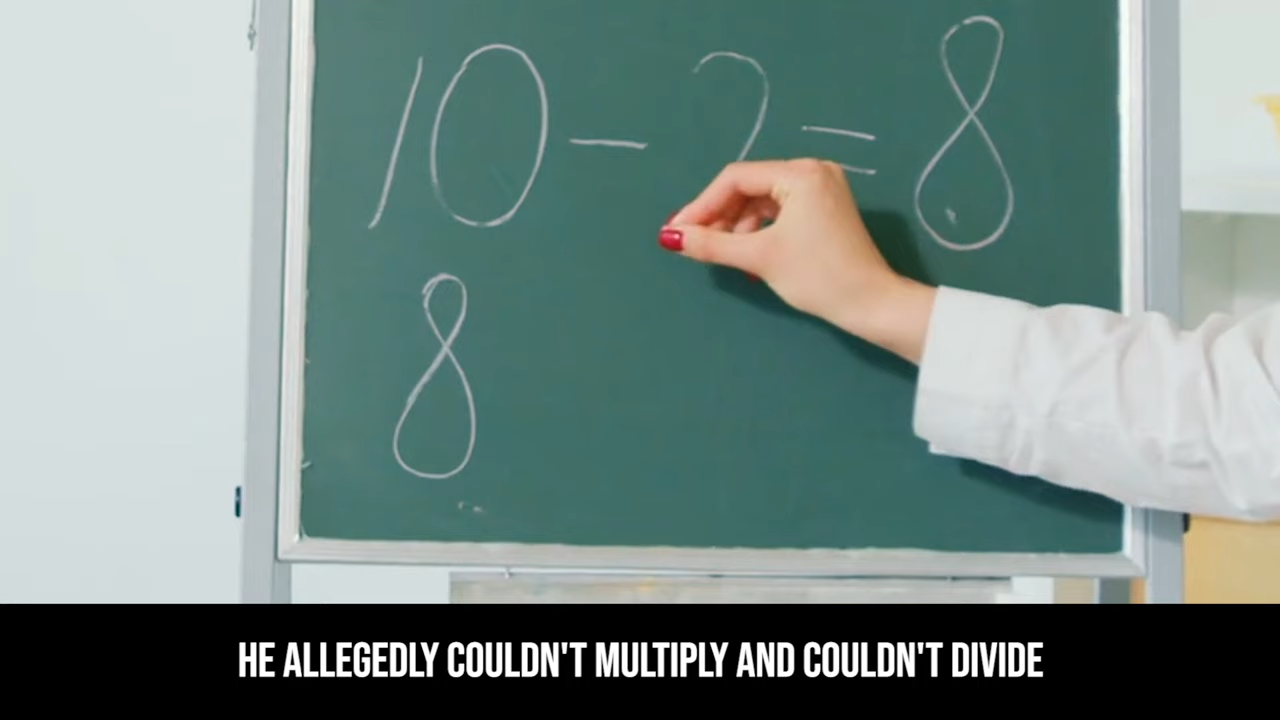 10 - 2 = 8
8
HE ALLEGEDLY COULDN'T MULTIPLY AND COULDN'T DIVIDE